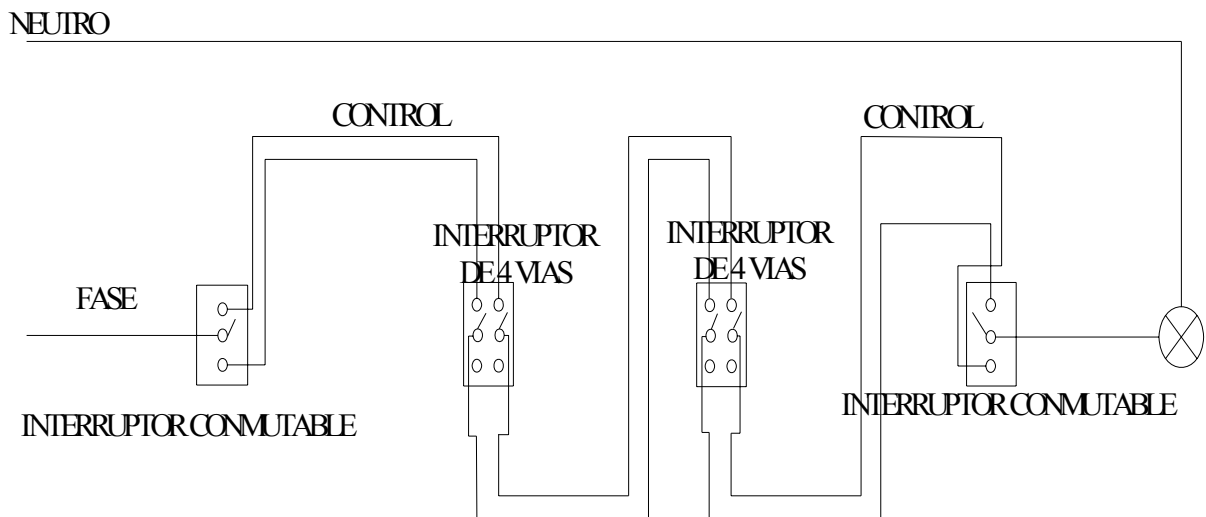 NEUTRO
CONTROL
CONTROL
INTERRUPTOR
DE 4 VIAS
INTERRUPTOR
DE 4 VIAS
FASE
INTERRUPTOR CONMUTABLE
INTERRUPTOR CONMUTABLE